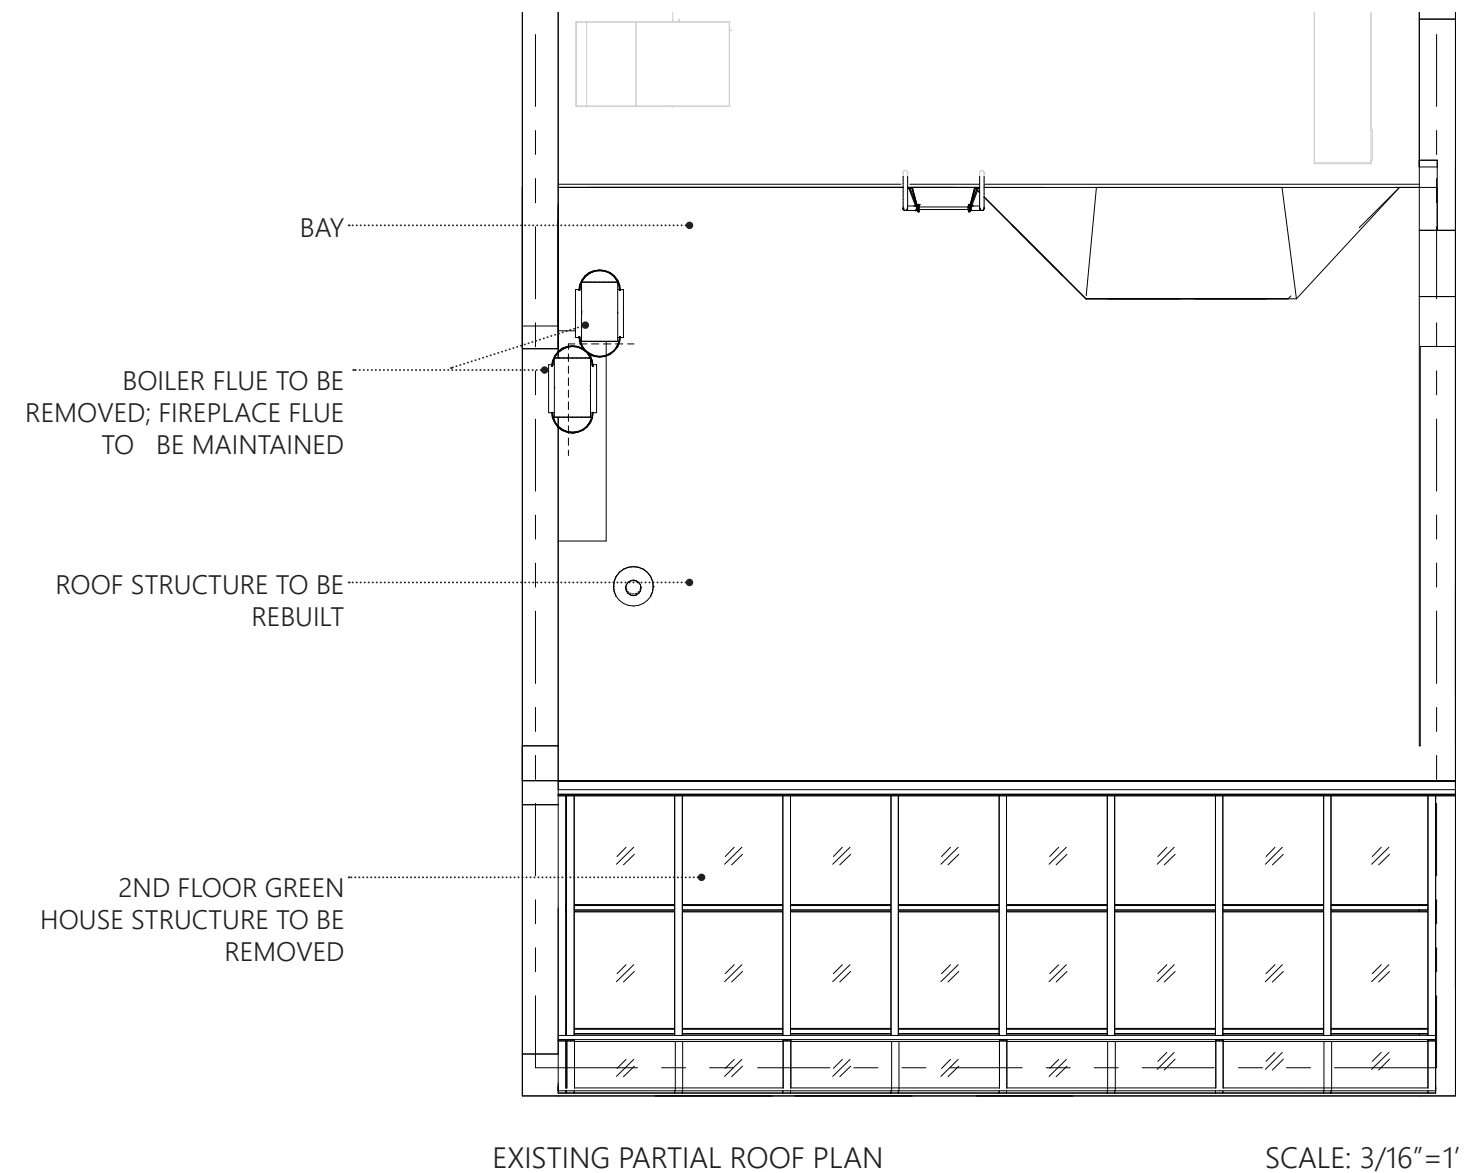 BAY
BOILER FLUE TO BE
REMOVED; FIREPLACE FLUE
TO BE MAINTAINED
ROOF STRUCTURE TO BE
REBUILT
2ND FLOOR GREEN
HOUSE STRUCTURE TO BE
REMOVED
EXISTING PARTIAL ROOF PLAN
SCALE: 3/16"=1'